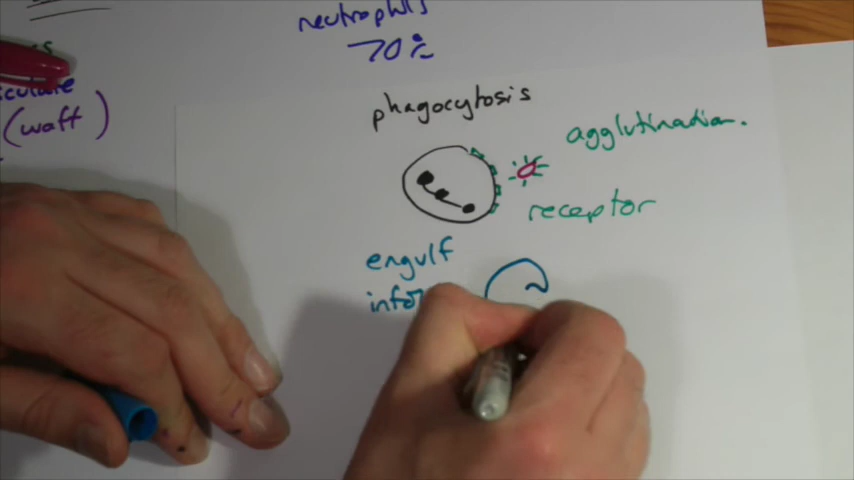 neutrophils
70%
(waft)
phagocytosis
agglutination.
receptor
engulf